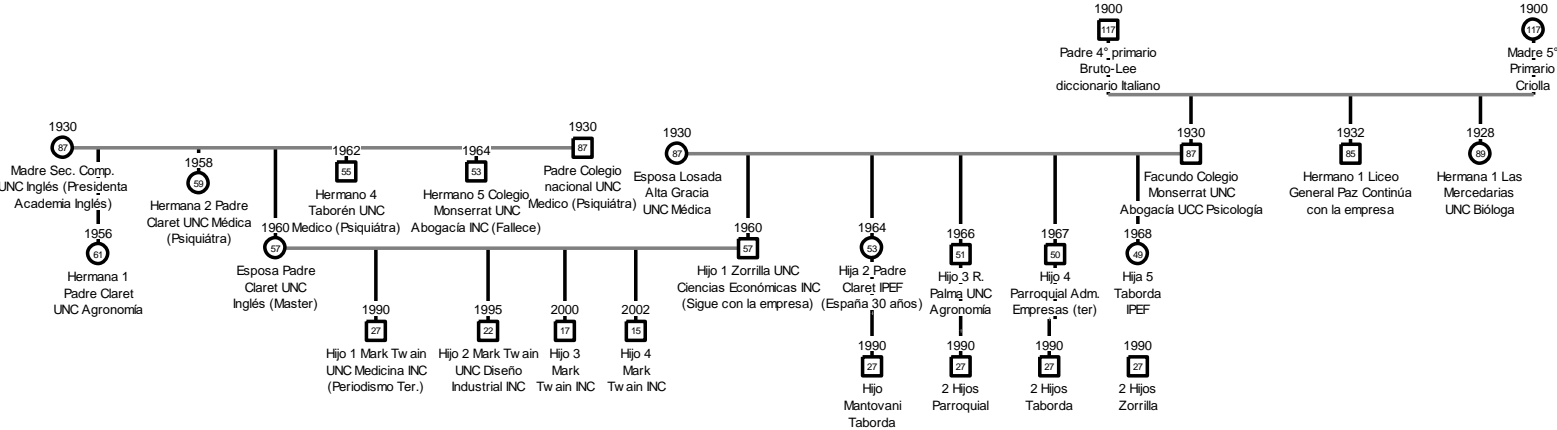 1900
117
Padre 4° primario
Bruto-Lee
diccionario Italiano
1900
117
Madre 5°
Primario
Criolla
1930
87
Madre Sec. Comp.
UNC Inglés (Presidenta
Academia Inglés)
1956
61
Hermana 1
Padre Claret
UNC Agronomía
1958
59
Hermana 2 Padre
Claret UNC Médica
(Psiquiátra)
1960
57
Esposa Padre
Claret UNC
Inglés (Master)
1962
55
Hermano 4
Taborén UNC
Medico (Psiquiátra)
1964
53
Hermano 5 Colegio
Monserrat UNC
Abogacía INC (Fallece)
1930
87
Padre Colegio
nacional UNC
Medico (Psiquiátra)
1930
87
Esposa Losada
Alta Gracia
UNC Médica
1930
87
Facundo Colegio
Monserrat UNC
Abogacía UCC Psicología
1932
85
Hermano 1 Liceo
General Paz Continúa
con la empresa
1928
89
Hermana 1 Las
Mercedarias
UNC Bióloga
1960
57
Hijo 1 Zorrilla UNC
Ciencias Económicas INC
(Sigue con la empresa)
1964
53
Hija 2 Padre
Claret IPEF
(España 30 años)
1966
51
Hijo 3 R.
Palma UNC
Agronomía
1967
50
Hijo 4
Parroquial Adm.
Empresas (ter)
1968
49
Hija 5
Taborda
IPEF
1990
27
Hijo 1 Mark Twain
UNC Medicina INC
(Periodismo Ter.)
1995
22
Hijo 2 Mark Twain
UNC Diseño
Industrial INC
2000
17
Hijo 3
Mark
Twain INC
2002
15
Hijo 4
Mark
Twain INC
1990
27
Hijo
Mantovani
Taborda
1990
27
2 Hijos
Parroquial
1990
27
2 Hijos
Taborda
1990
27
2 Hijos
Zorrilla